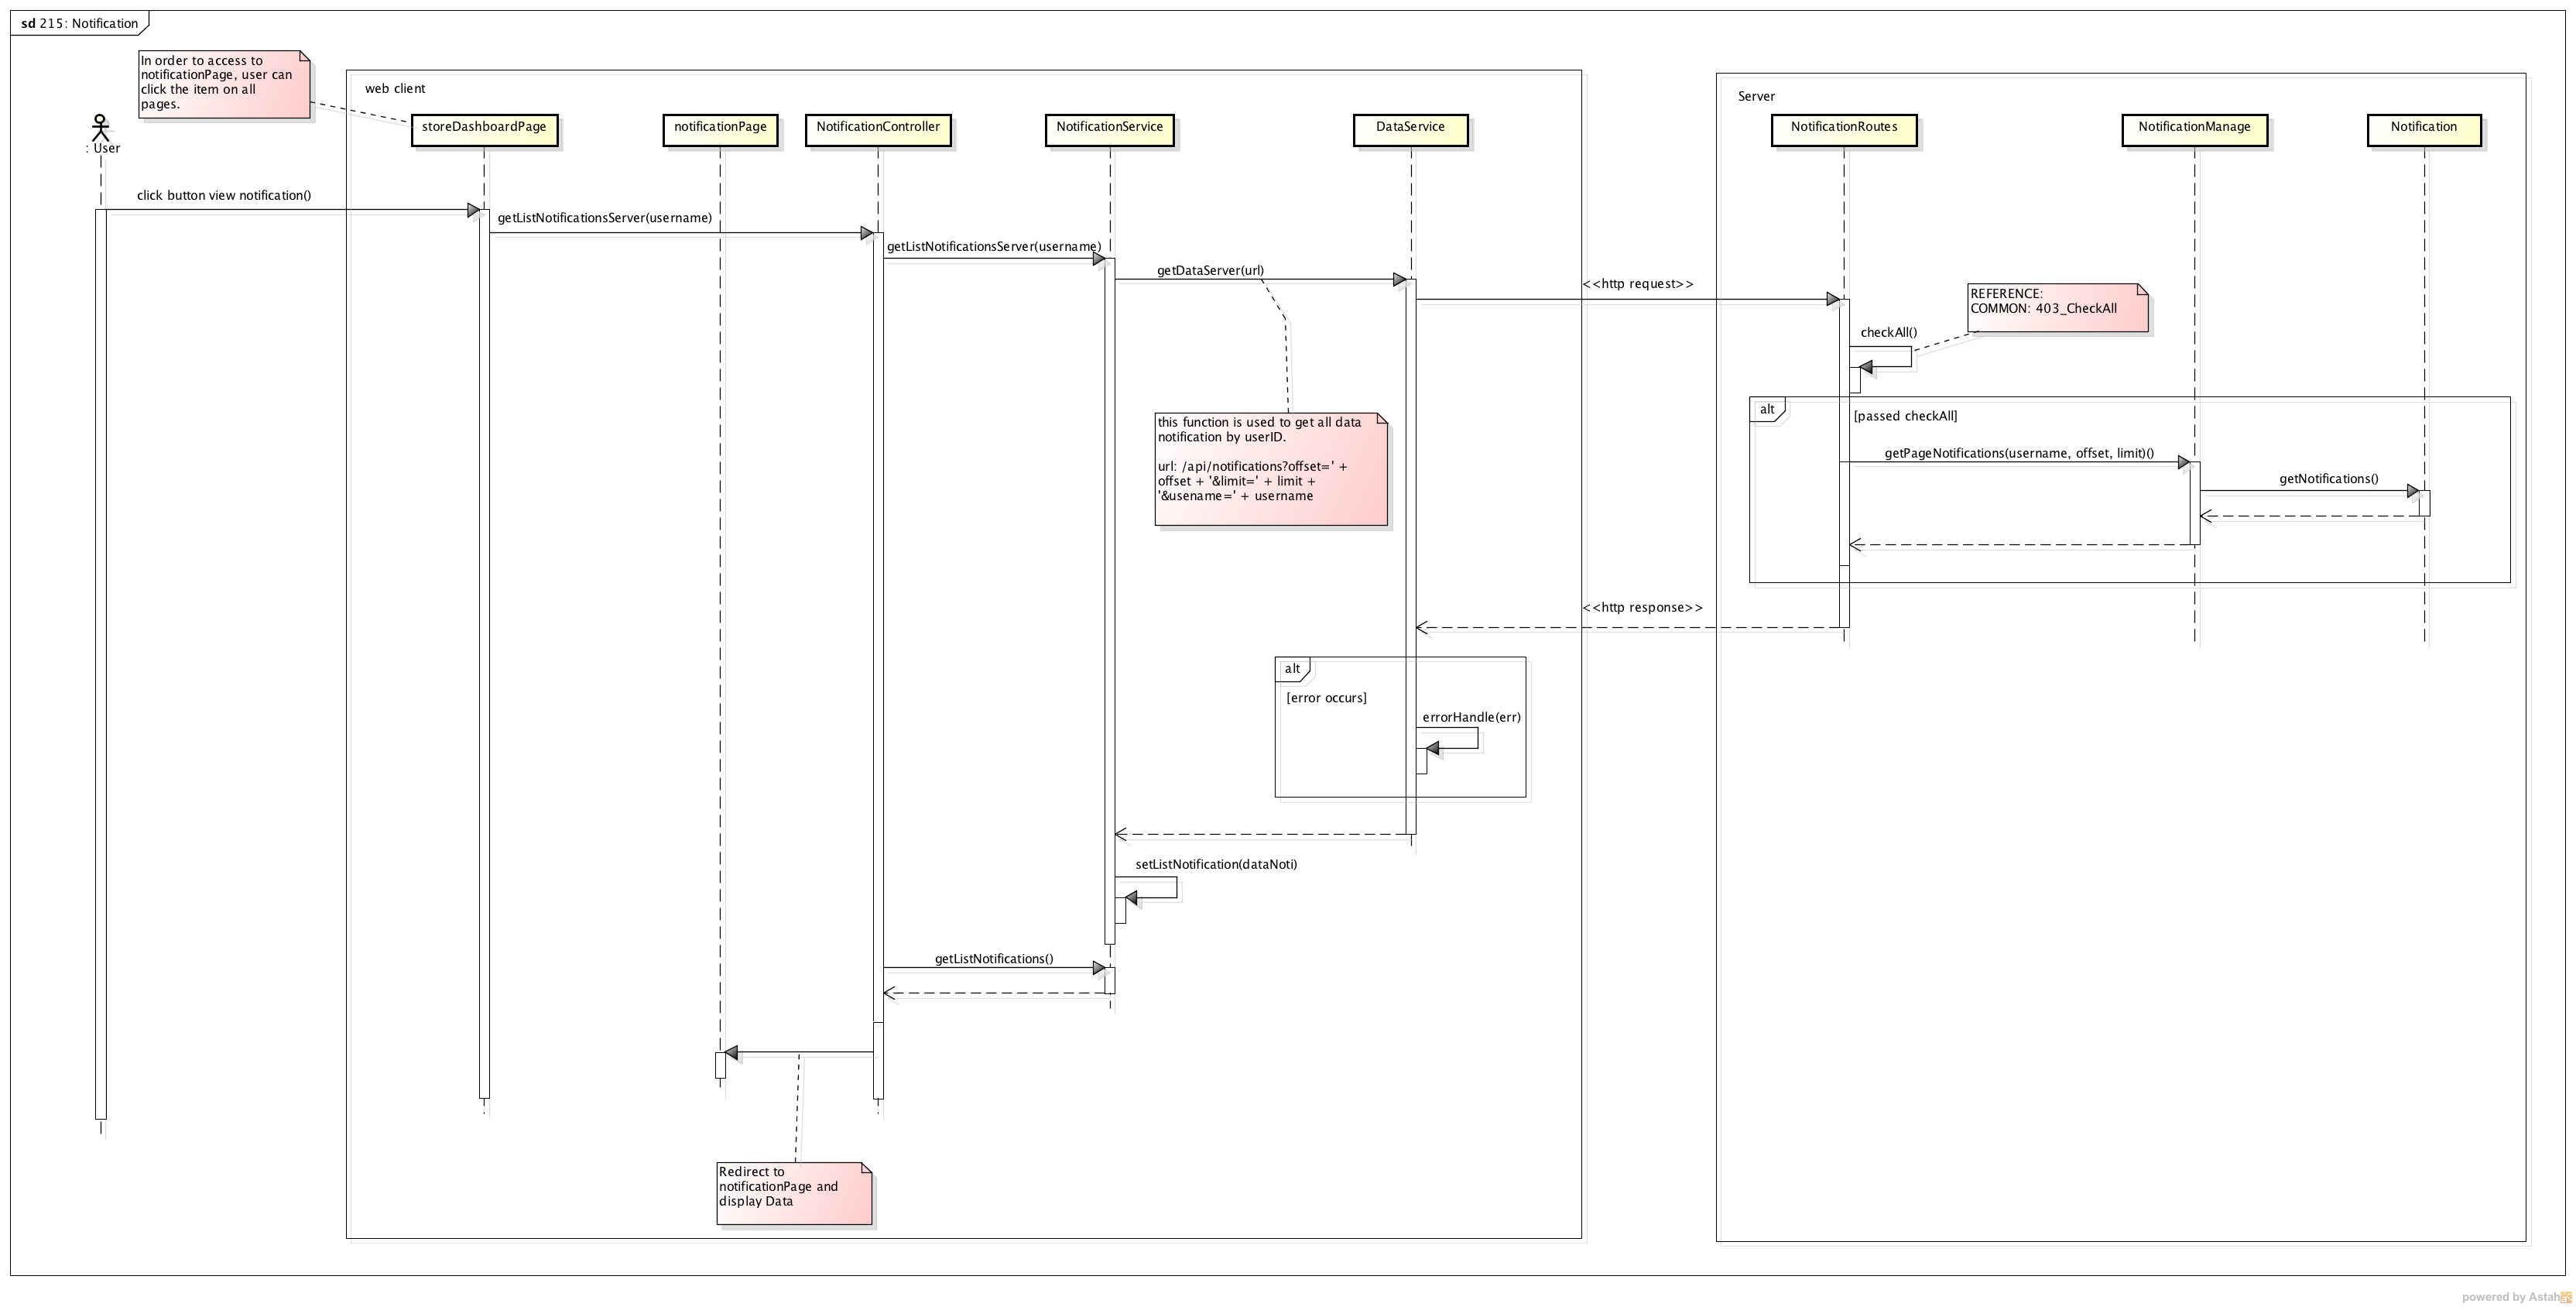 sd 215: Notification
In order to access to
notificationPage, user can
click the item on all
pages.
web client
Server
: User
storeDashboardPage
notificationPage
NotificationController
NotificationService
DataService
NotificationRoutes
NotificationManage
Notification
click button view notification()
getListNotificationsServer(username)
getListNotificationsServer(username)
getDataServer(url)
<<http request>>
REFERENCE:
COMMON: 403_CheckAll
checkAll()
alt
[passed checkAll]
this function is used to get all data
notification by userID.
url: /api/notifications?offset=' +
offset + '&limit=' + limit +
'&usename=' + username
getPageNotifications(username, offset, limit)()
getNotifications()
<<http response>>
alt
[error occurs]
errorHandle(err)
setListNotification(dataNoti)
getListNotifications()
Redirect to
notificationPage and
display Data
powered by Astah